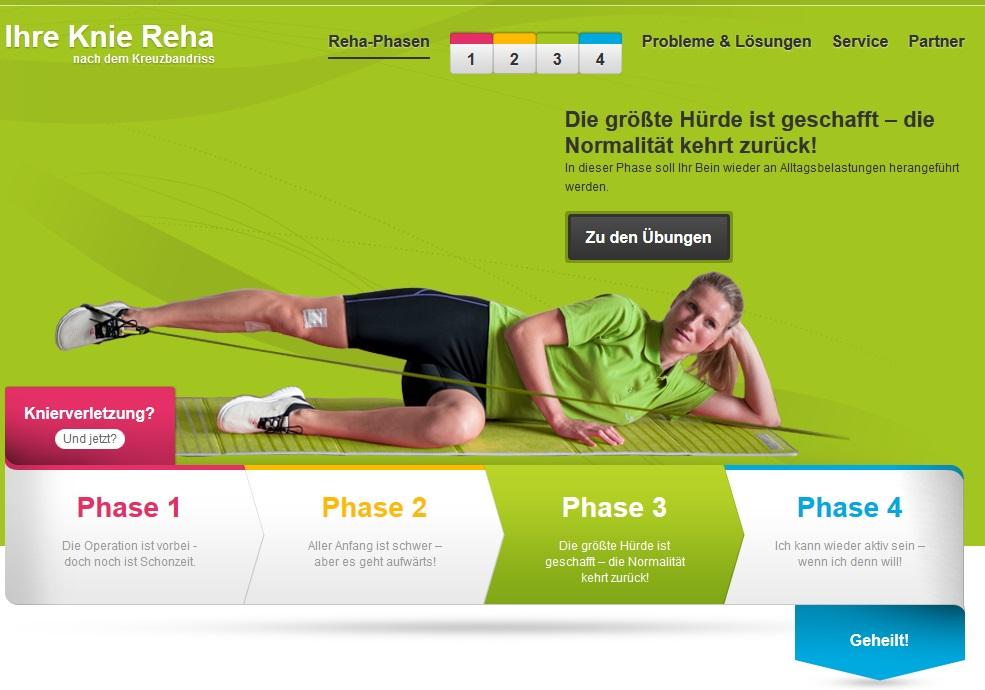 Ihre Knie Reha
nach dem Kreuzbandriss
Reha-Phasen
1 2 3 4
Probleme & Lösungen
Service
Partner
Die größte Hürde ist geschafft – die
Normalität kehrt zurück!
In dieser Phase soll Ihr Bein wieder an Alltagsbelastungen herangeführt
werden.
Zu den Übungen
Knierverletzung?
Und jetzt?
Phase 1
Die Operation ist vorbei -
doch noch ist Schonzeit.
Phase 2
Aller Anfang ist schwer –
aber es geht aufwärts!
Phase 3
Die größte Hürde ist
geschafft – die Normalität
kehrt zurück!
Phase 4
Ich kann wieder aktiv sein –
wenn ich denn will!
Geheilt!